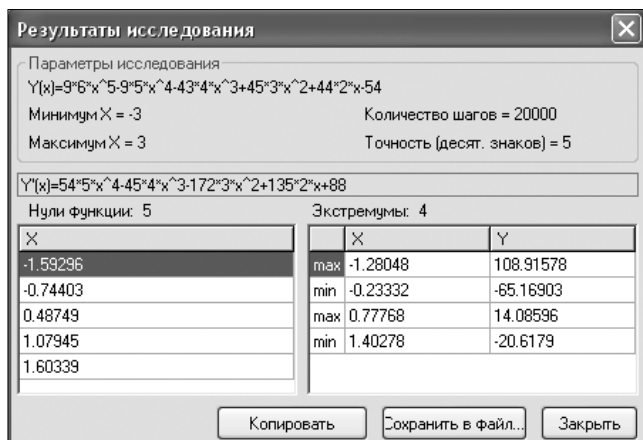 Результаты исследования
Параметры исследования
Y(x)=9*6*x^5-9*5*x^4-43*4*x^3+45*3*x^2+44*2*x-54
Минимум X = -3 Количество шагов = 20000
Максимум X = 3 Точность (десят. знаков) = 5
Y'(x)=54*5*x^4-45*4*x^3-172*3*x^2+135*2*x+88
Нули функции: 5 Экстремумы: 4
X X Y
-1.59296 max -1.28048 108.91578
-0.74403 min -0.23332 -65.16903
0.48749 max 0.77768 14.08596
1.07945 min 1.40278 -20.6179
1.60339
Копировать Сохранить в файл... Закрыть